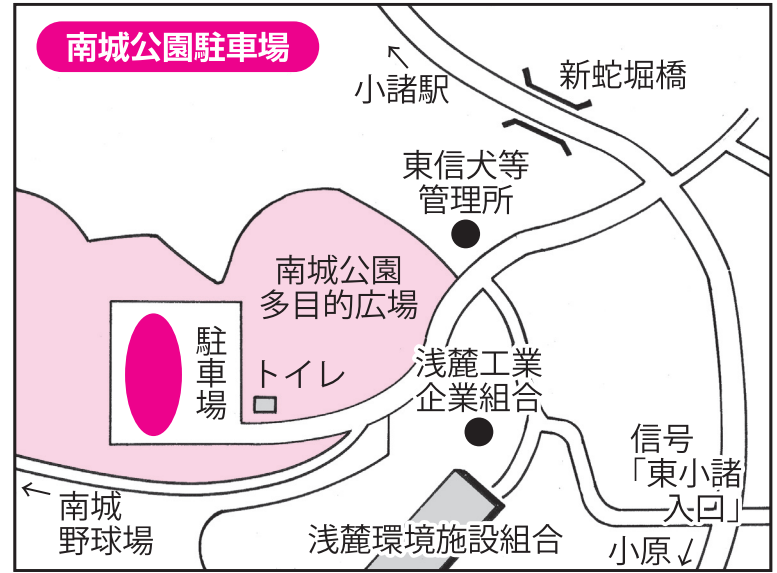 南城公園駐車場
小諸駅
新蛇堀橋
東信犬等
管理所
南城公園
多目的広場
駐車場
トイレ
浅麓工業
企業組合
信号
「東小諸
入口」
南城
野球場
浅麓環境施設組合
小原